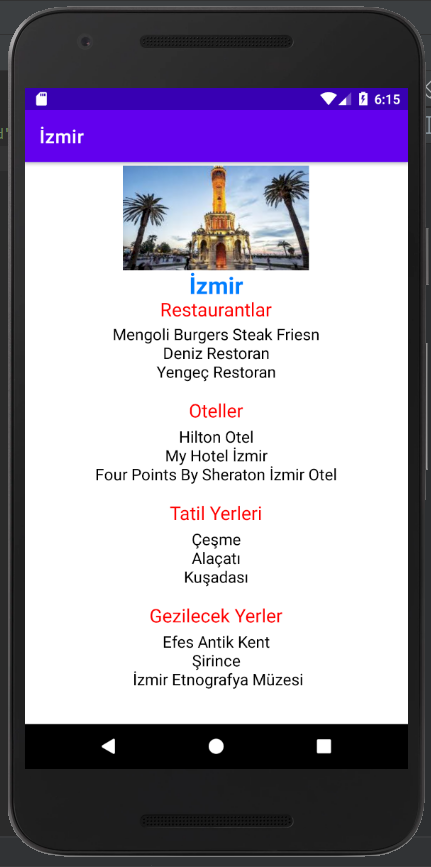 6:15
İzmir
İzmir
Restaurantlar
Mengoli Burgers Steak Friesn
Deniz Restoran
Yengeç Restoran
Oteller
Hilton Otel
My Hotel İzmir
Four Points By Sheraton İzmir Otel
Tatil Yerleri
Çeşme
Alaçatı
Kuşadası
Gezilecek Yerler
Efes Antik Kent
Şirince
İzmir Etnografya Müzesi